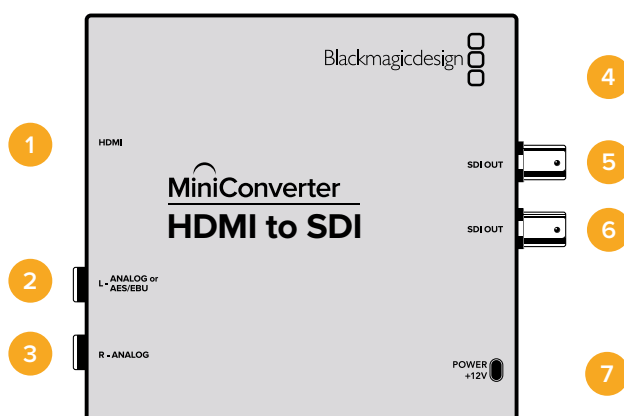 Blackmagicdesign
4
1
HDMI
SDI OUT
5
MiniConverter
HDMI to SDI
SDI OUT
6
2
L - ANALOG or
AES/EBU
3
R - ANALOG
POWER
+12V
7